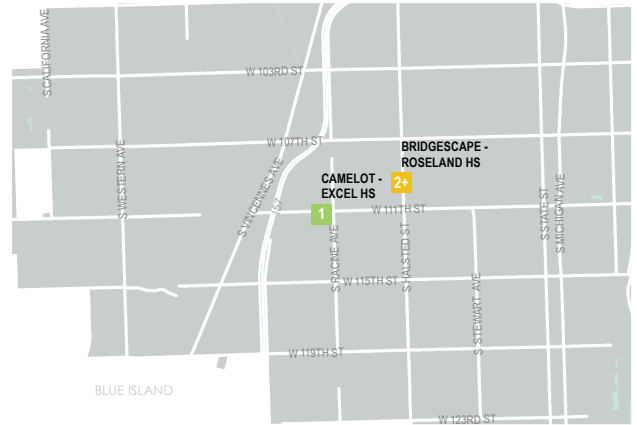 S CALIFORNIA AVE
W 103RD ST
W 107TH ST
S WESTERN AVE
S VINCENNES AVE
I 57
BRIDGESCAPE -
ROSELAND HS
2+
CAMELOT -
EXCEL HS
1
W 111TH ST
S STATE ST
S MICHIGAN AVE
S RACINE AVE
S HALSTED ST
W 115TH ST
S STEWART AVE
W 119TH ST
BLUE ISLAND
W 123RD ST